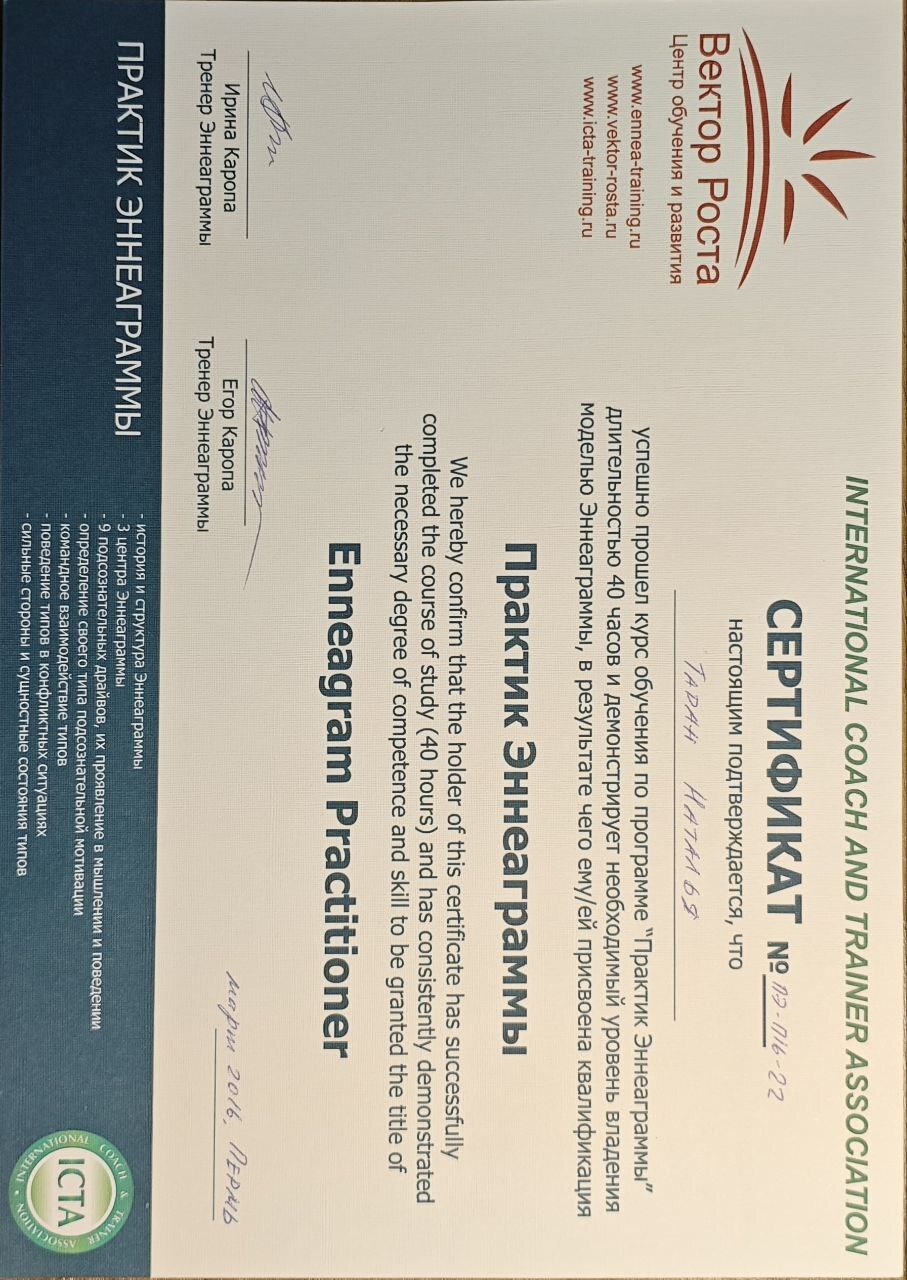 INTERNATIONAL COACH AND TRAINER ASSOCIATION
Вектор Роста
Центр обучения и развития
www.ennea-training.ru
www.vektor-rosta.ru
www.icta-training.ru
СЕРТИФИКАТ № ПЭ-П16-22
настоящим подтверждается, что
Таран Наталья
успешно прошел курс обучения по программе “Практик Эннеаграммы”
длительностью 40 часов и демонстрирует необходимый уровень владения
моделью Эннеаграммы, в результате чего ему/ей присвоена квалификация
Практик Эннеаграммы
We hereby confirm that the holder of this certificate has successfully
completed the course of study (40 hours) and has consistently demonstrated
the necessary degree of competence and skill to be granted the title of
Enneagram Practitioner
Ирина Каропа
Тренер Эннеаграммы
Егор Каропа
Тренер Эннеаграммы
март 2016, Пермь
ПРАКТИК ЭННЕАГРАММЫ
- история и структура Эннеаграммы
- 3 центра Эннеаграммы
- 9 подсознательных драйвов, их проявление в мышлении и поведении
- определение своего типа подсознательной мотивации
- командное взаимодействие типов
- поведение типов в конфликтных ситуациях
- сильные стороны и сущностные состояния типов
INTERNATIONAL COACH & TRAINER ASSOCIATION
ICTA